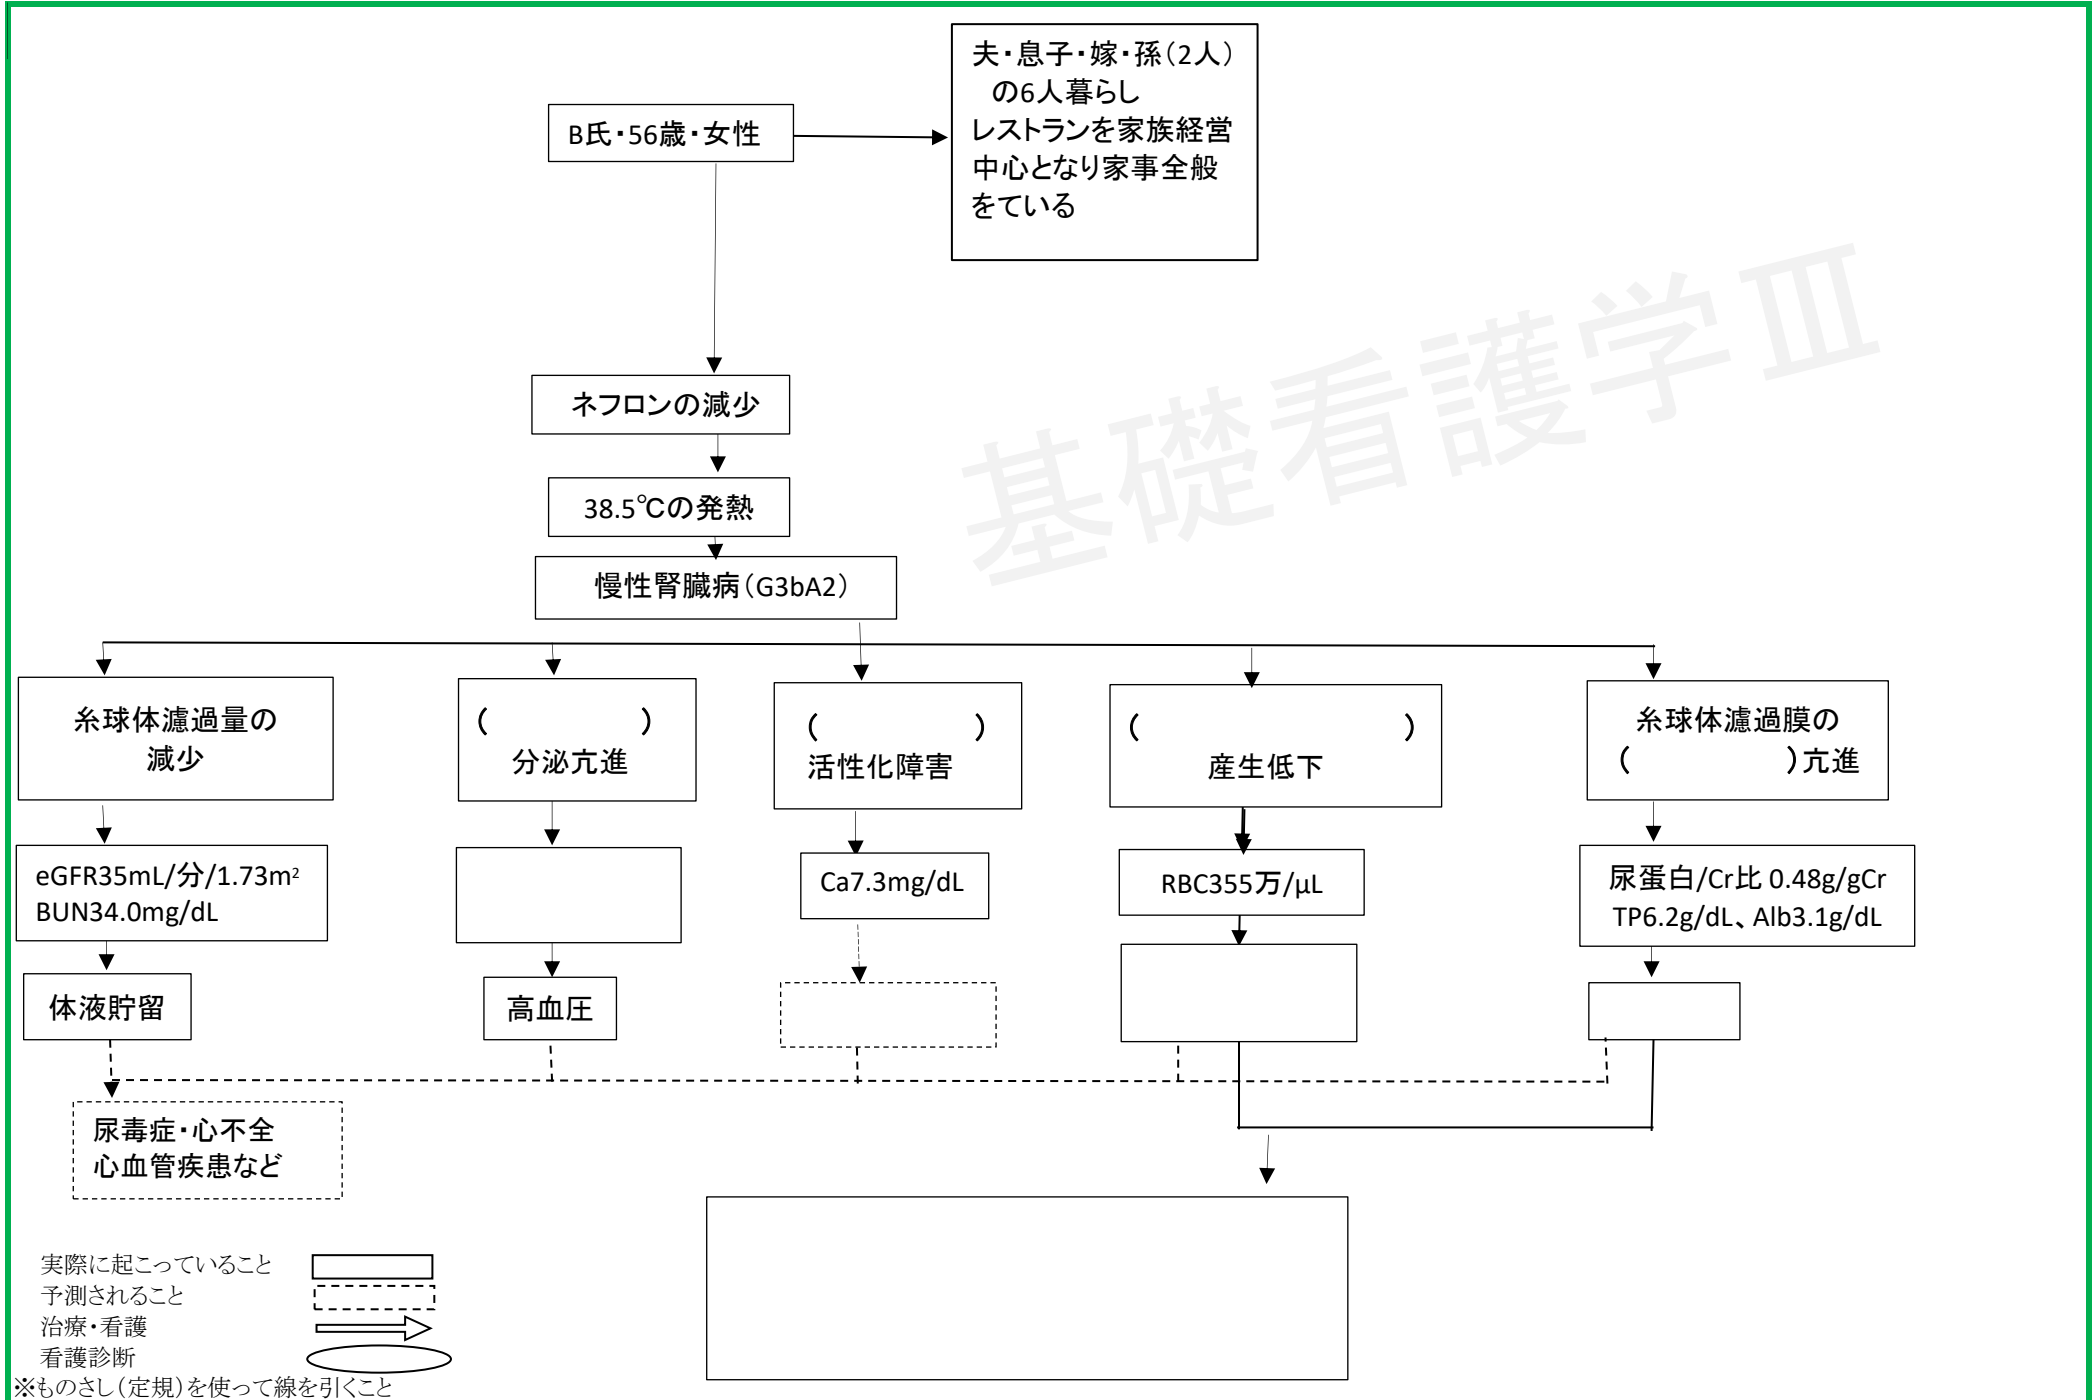 夫・息子・嫁・孫（2人）
の6人暮らし
レストランを家族経営
中心となり家事全般
をている
B氏・56歳・女性
基礎看護学Ⅲ
ネフロンの減少
38.5℃の発熱
慢性腎臓病（G3bA2）
糸球体濾過量の
減少
（　　　　　）
分泌亢進
（　　　　　）
活性化障害
（　　　　　　　　）
産生低下
糸球体濾過膜の
（　　　　　）亢進
eGFR35mL/分/1.73m²
BUN34.0mg/dL
Ca7.3mg/dL
RBC355万/μL
尿蛋白/Cr比 0.48g/gCr
TP6.2g/dL、Alb3.1g/dL
体液貯留
高血圧
尿毒症・心不全
心血管疾患など
実際に起こっていること
予測されること
治療・看護
看護診断
※ものさし（定規）を使って線を引くこと